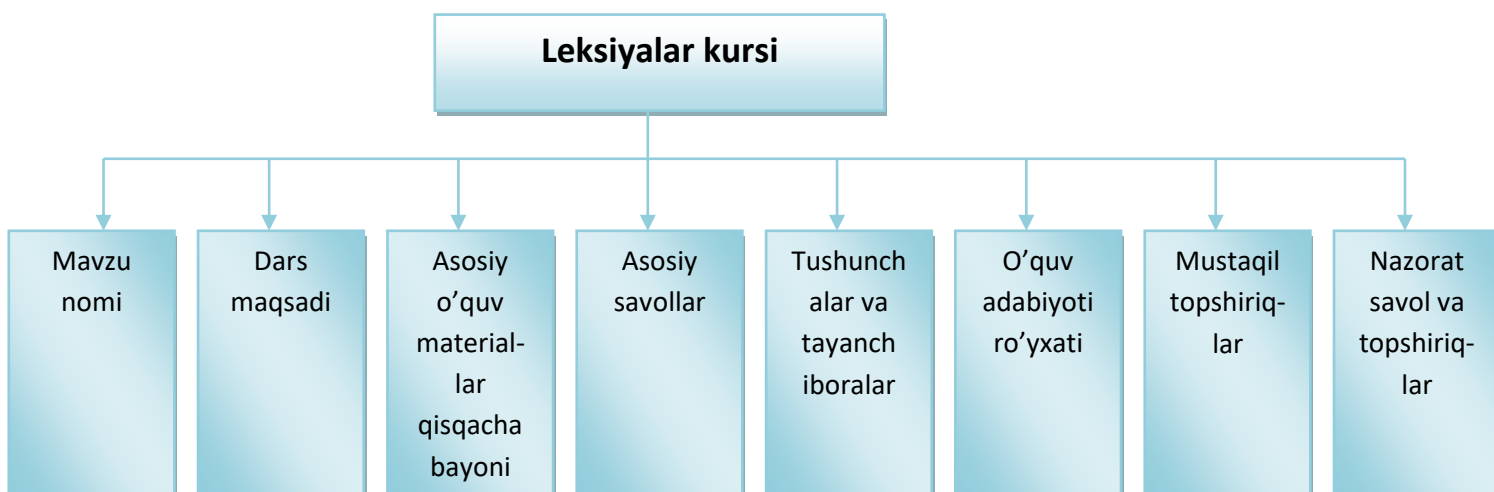 Leksiyalar kursi
Mavzu
nomi
Dars
maqsadi
Asosiy
o’quv
material-
lar
qisqacha
bayoni
Asosiy
savollar
Tushunch
alar va
tayanch
iboralar
O’quv
adabiyoti
ro’yxati
Mustaqil
topshiriq-
lar
Nazorat
savol va
topshiriq-
lar